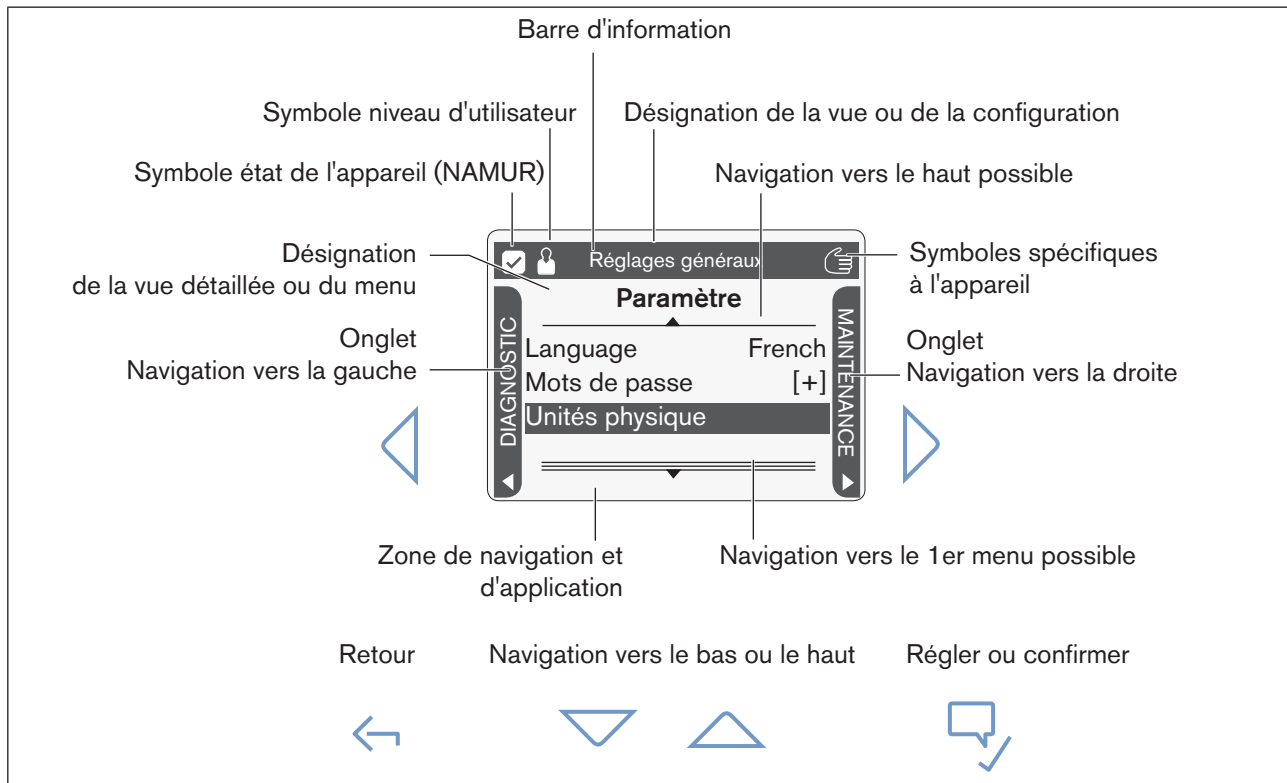 Barre d'information
Symbole niveau d'utilisateur
Désignation de la vue ou de la configuration
Symbole état de l'appareil (NAMUR)
Navigation vers le haut possible
Désignation
de la vue détaillée ou du menu
Réglages généraux
Symboles spécifiques
à l'appareil
Paramètre
Onglet
Navigation vers la gauche
DIAGNOSTIC
Language French
Mots de passe [+]
Unités physique
MAINTENANCE
Onglet
Navigation vers la droite
Zone de navigation et
d'application
Navigation vers le 1er menu possible
Retour
Navigation vers le bas ou le haut
Régler ou confirmer